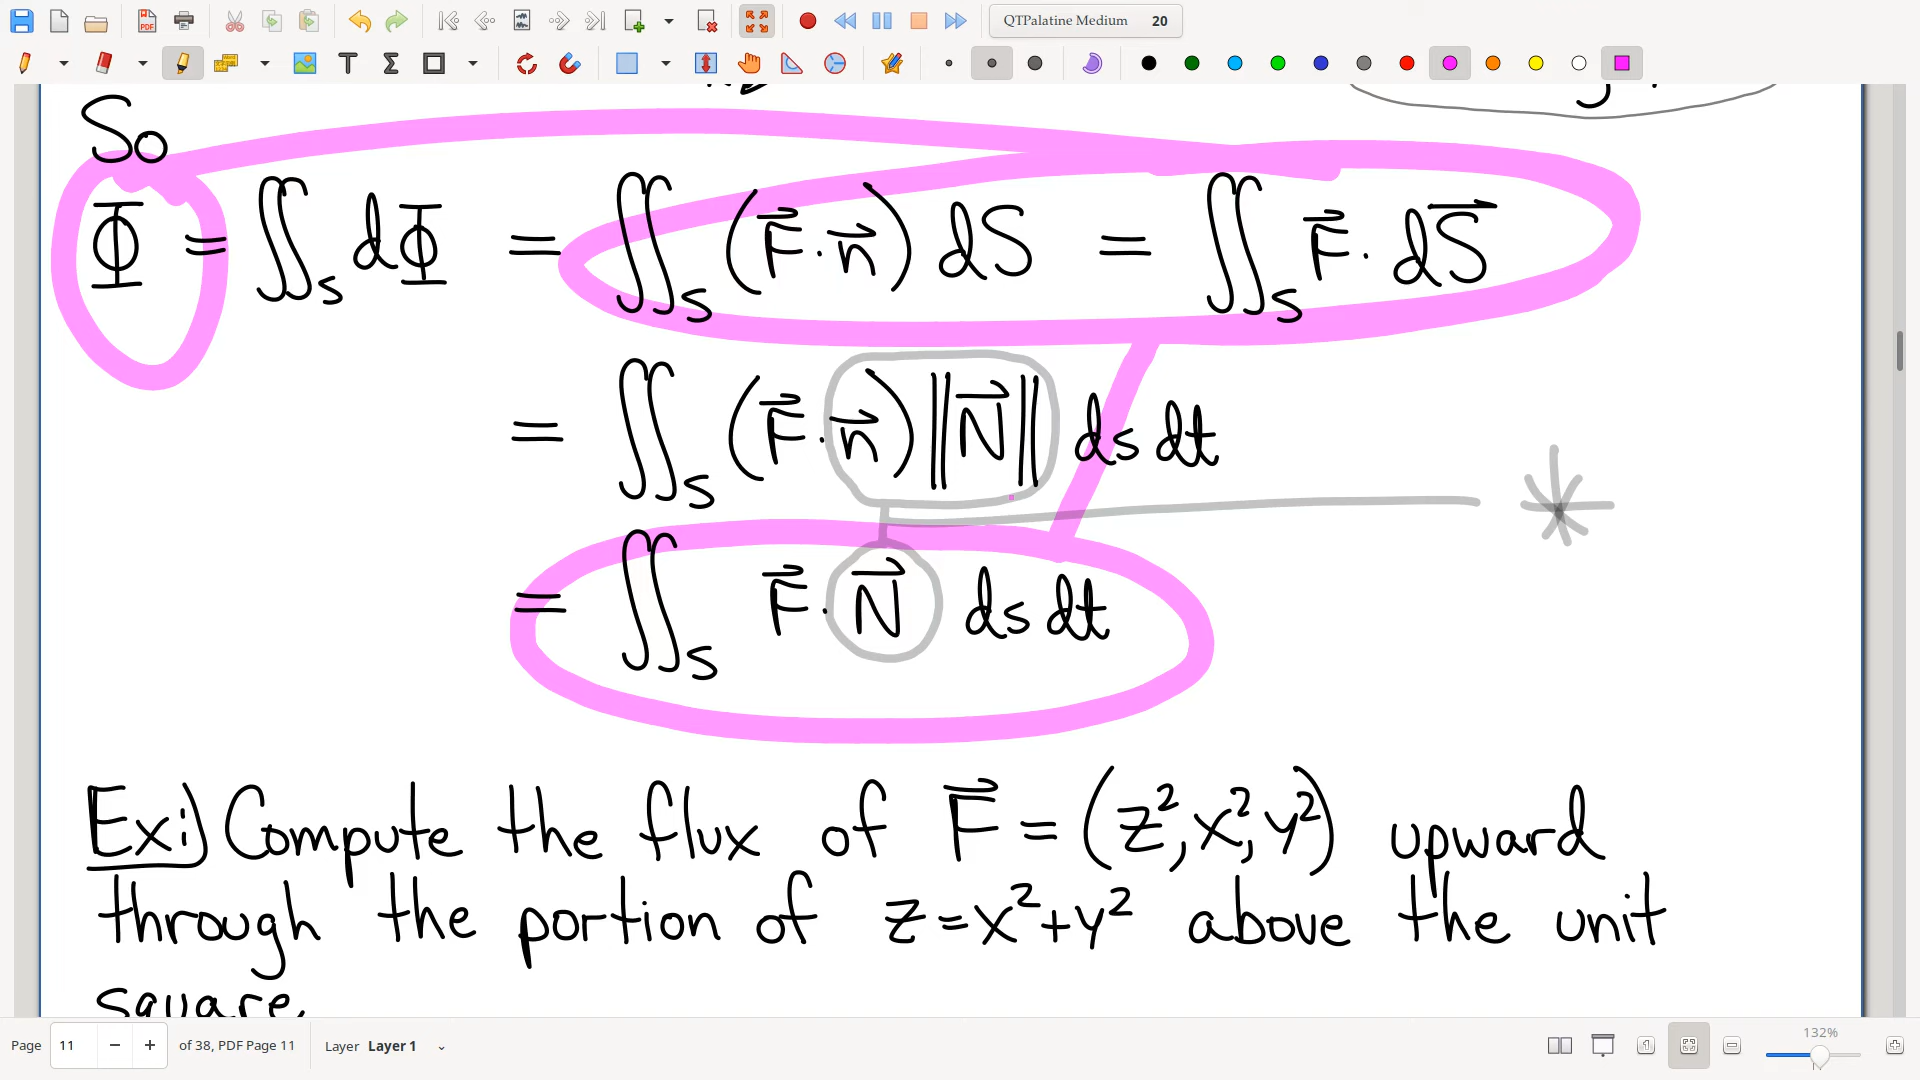 QTPalatine Medium 20
So
Φ = ∬_S dΦ = ∬_S (F⃗·n⃗) dS = ∬_S F⃗·dS⃗
= ∬_S (F⃗·n⃗)‖N⃗‖ ds dt
*
= ∬_S F⃗·N⃗ ds dt
Ex: Compute the flux of F⃗ = (z², x², y²) upward
through the portion of z=x²+y² above the unit
square.
Page 11 − + of 38, PDF Page 11 Layer Layer 1 132%